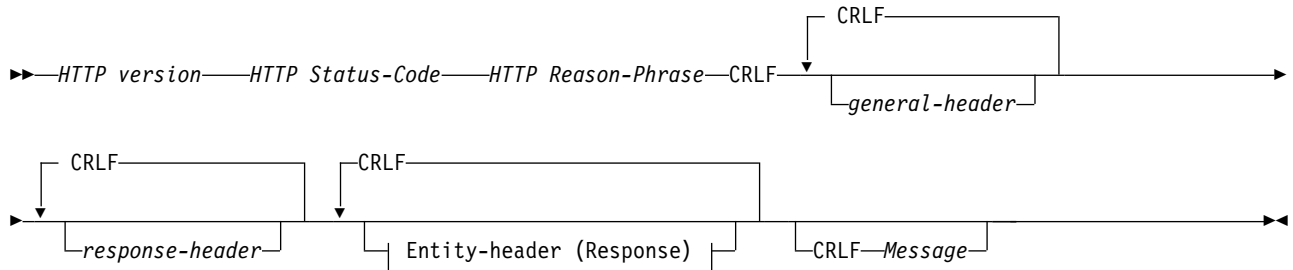 CRLF
HTTP version HTTP Status-Code HTTP Reason-Phrase CRLF
general-header
CRLF CRLF
response-header Entity-header (Response) CRLF Message